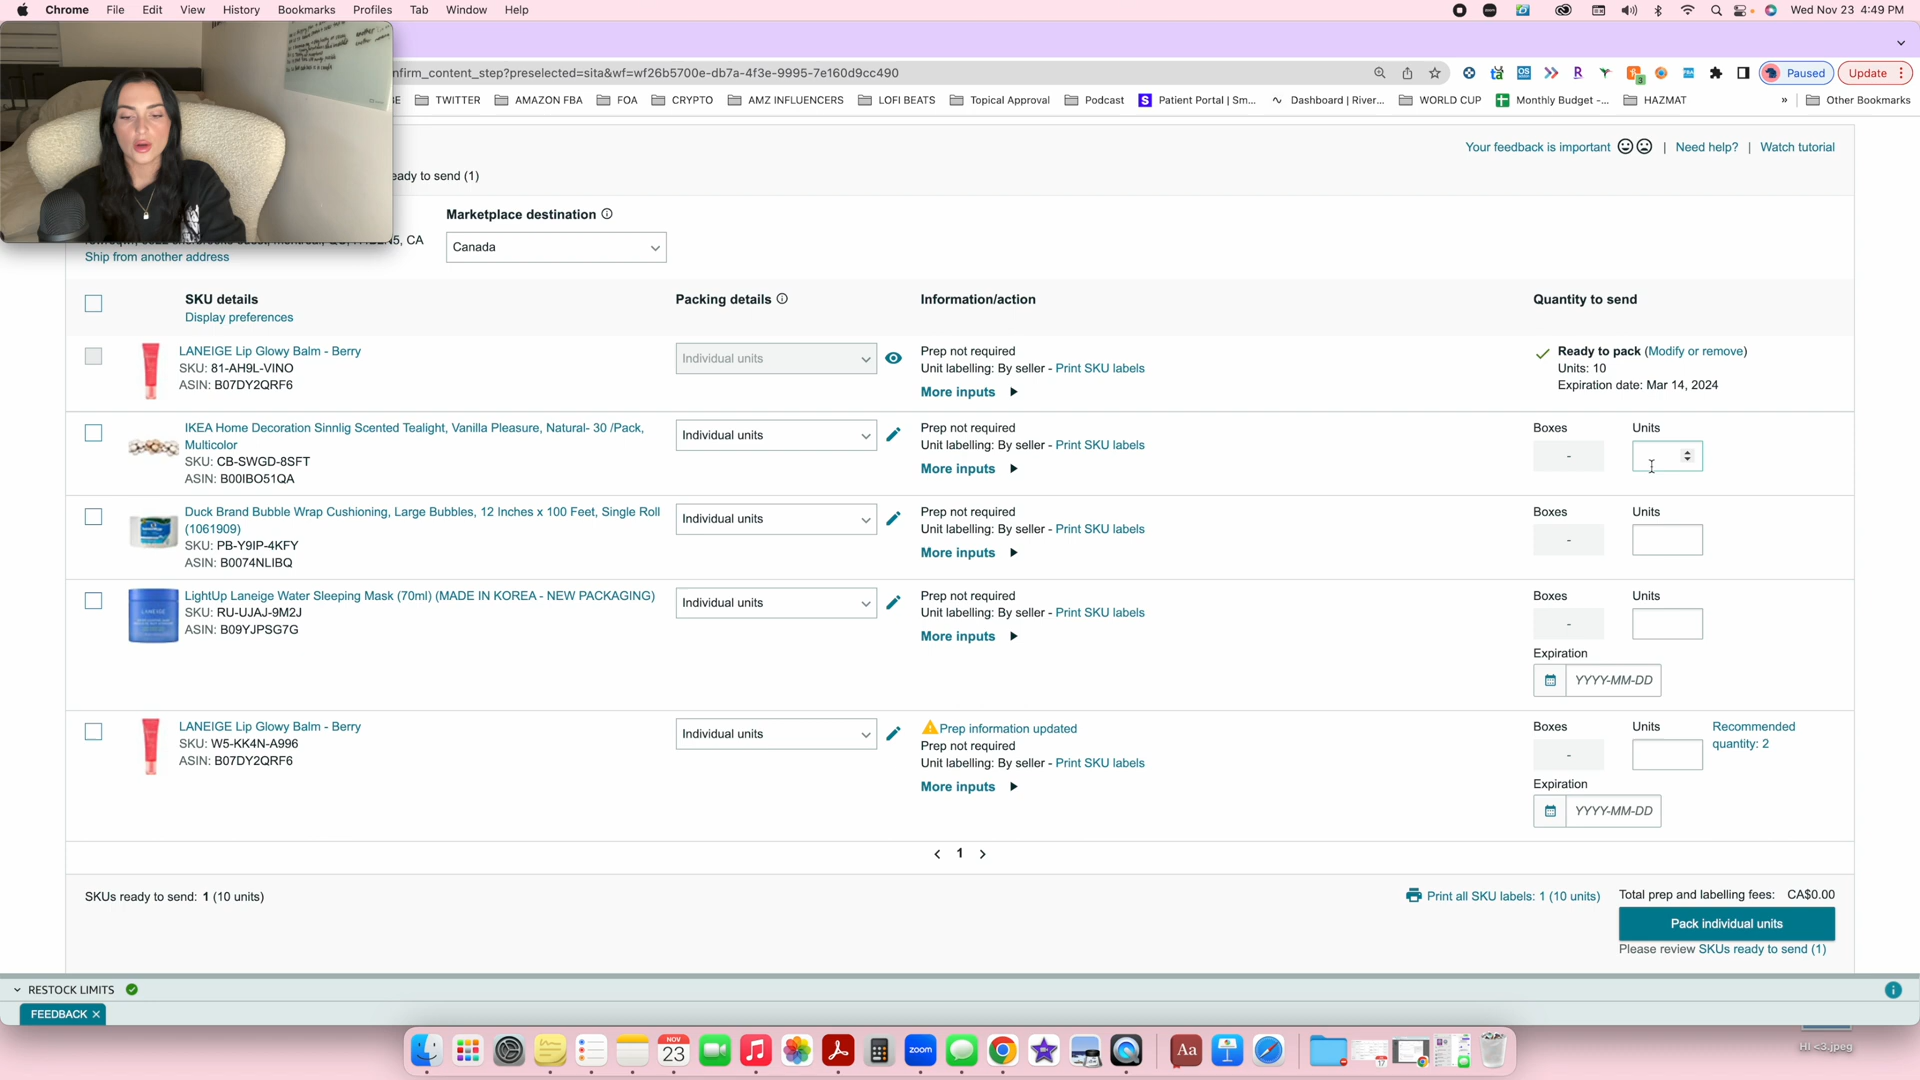 Chrome File Edit View History Bookmarks Profiles Tab Window Help
Wed Nov 23 4:49 PM
nfirm_content_step?preselected=sita&wf=wf26b5700e-db7a-4f3e-9995-7e160d9cc490
Paused
Update
BE TWITTER AMAZON FBA FOA CRYPTO AMZ INFLUENCERS LOFI BEATS Topical Approval Podcast Patient Portal | Sm... Dashboard | River... WORLD CUP Monthly Budget -... HAZMAT » Other Bookmarks
Your feedback is important | Need help? | Watch tutorial
eady to send (1)
Marketplace destination
, CA
Ship from another address
Canada
SKU details
Display preferences
Packing details
Information/action
Quantity to send
LANEIGE Lip Glowy Balm - Berry
SKU: 81-AH9L-VINO
ASIN: B07DY2QRF6
Individual units
Prep not required
Unit labelling: By seller - Print SKU labels
More inputs
Ready to pack (Modify or remove)
Units: 10
Expiration date: Mar 14, 2024
IKEA Home Decoration Sinnlig Scented Tealight, Vanilla Pleasure, Natural- 30 /Pack,
Multicolor
SKU: CB-SWGD-8SFT
ASIN: B00IBO51QA
Individual units
Prep not required
Unit labelling: By seller - Print SKU labels
More inputs
Boxes Units
-
Duck Brand Bubble Wrap Cushioning, Large Bubbles, 12 Inches x 100 Feet, Single Roll
(1061909)
SKU: PB-Y9IP-4KFY
ASIN: B0074NLIBQ
Individual units
Prep not required
Unit labelling: By seller - Print SKU labels
More inputs
Boxes Units
-
LightUp Laneige Water Sleeping Mask (70ml) (MADE IN KOREA - NEW PACKAGING)
SKU: RU-UJAJ-9M2J
ASIN: B09YJPSG7G
Individual units
Prep not required
Unit labelling: By seller - Print SKU labels
More inputs
Boxes Units
-
Expiration
YYYY-MM-DD
LANEIGE Lip Glowy Balm - Berry
SKU: W5-KK4N-A996
ASIN: B07DY2QRF6
Individual units
Prep information updated
Prep not required
Unit labelling: By seller - Print SKU labels
More inputs
Boxes Units
-
Recommended
quantity: 2
Expiration
YYYY-MM-DD
< 1 >
SKUs ready to send: 1 (10 units)
Print all SKU labels: 1 (10 units)
Total prep and labelling fees: CA$0.00
Pack individual units
Please review SKUs ready to send (1)
RESTOCK LIMITS
FEEDBACK ×
HI <3.jpeg
NOV
23
zoom
Aa